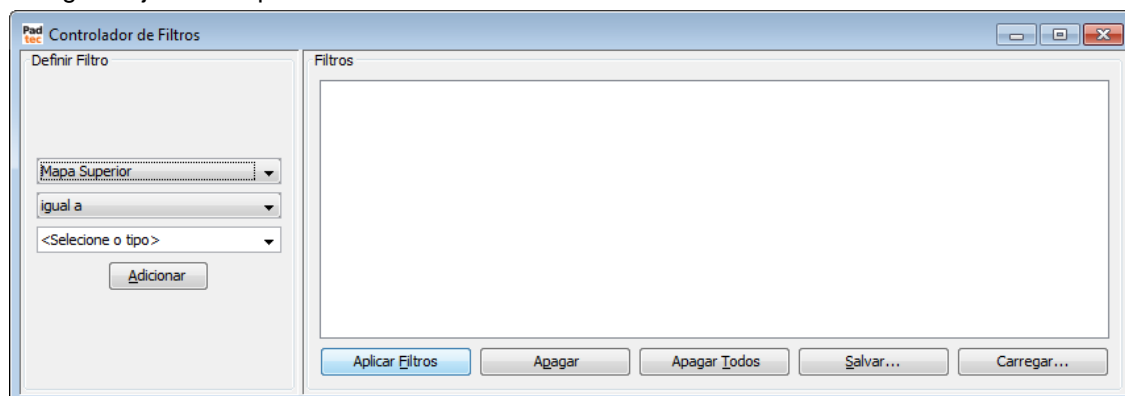 Pad
tec Controlador de Filtros
Definir Filtro
Filtros
Mapa Superior
igual a
<Selecione o tipo>
Adicionar
Aplicar Filtros Apagar Apagar Todos Salvar... Carregar...